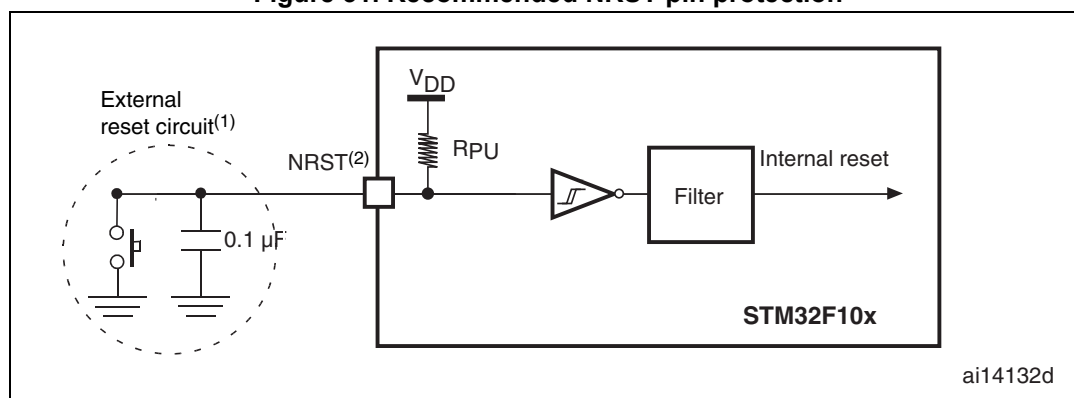 Figure 31. Recommended NRST pin protection
VDD
External
reset circuit(1)
NRST(2)
RPU
Internal reset
Filter
0.1 µF
STM32F10x
ai14132d